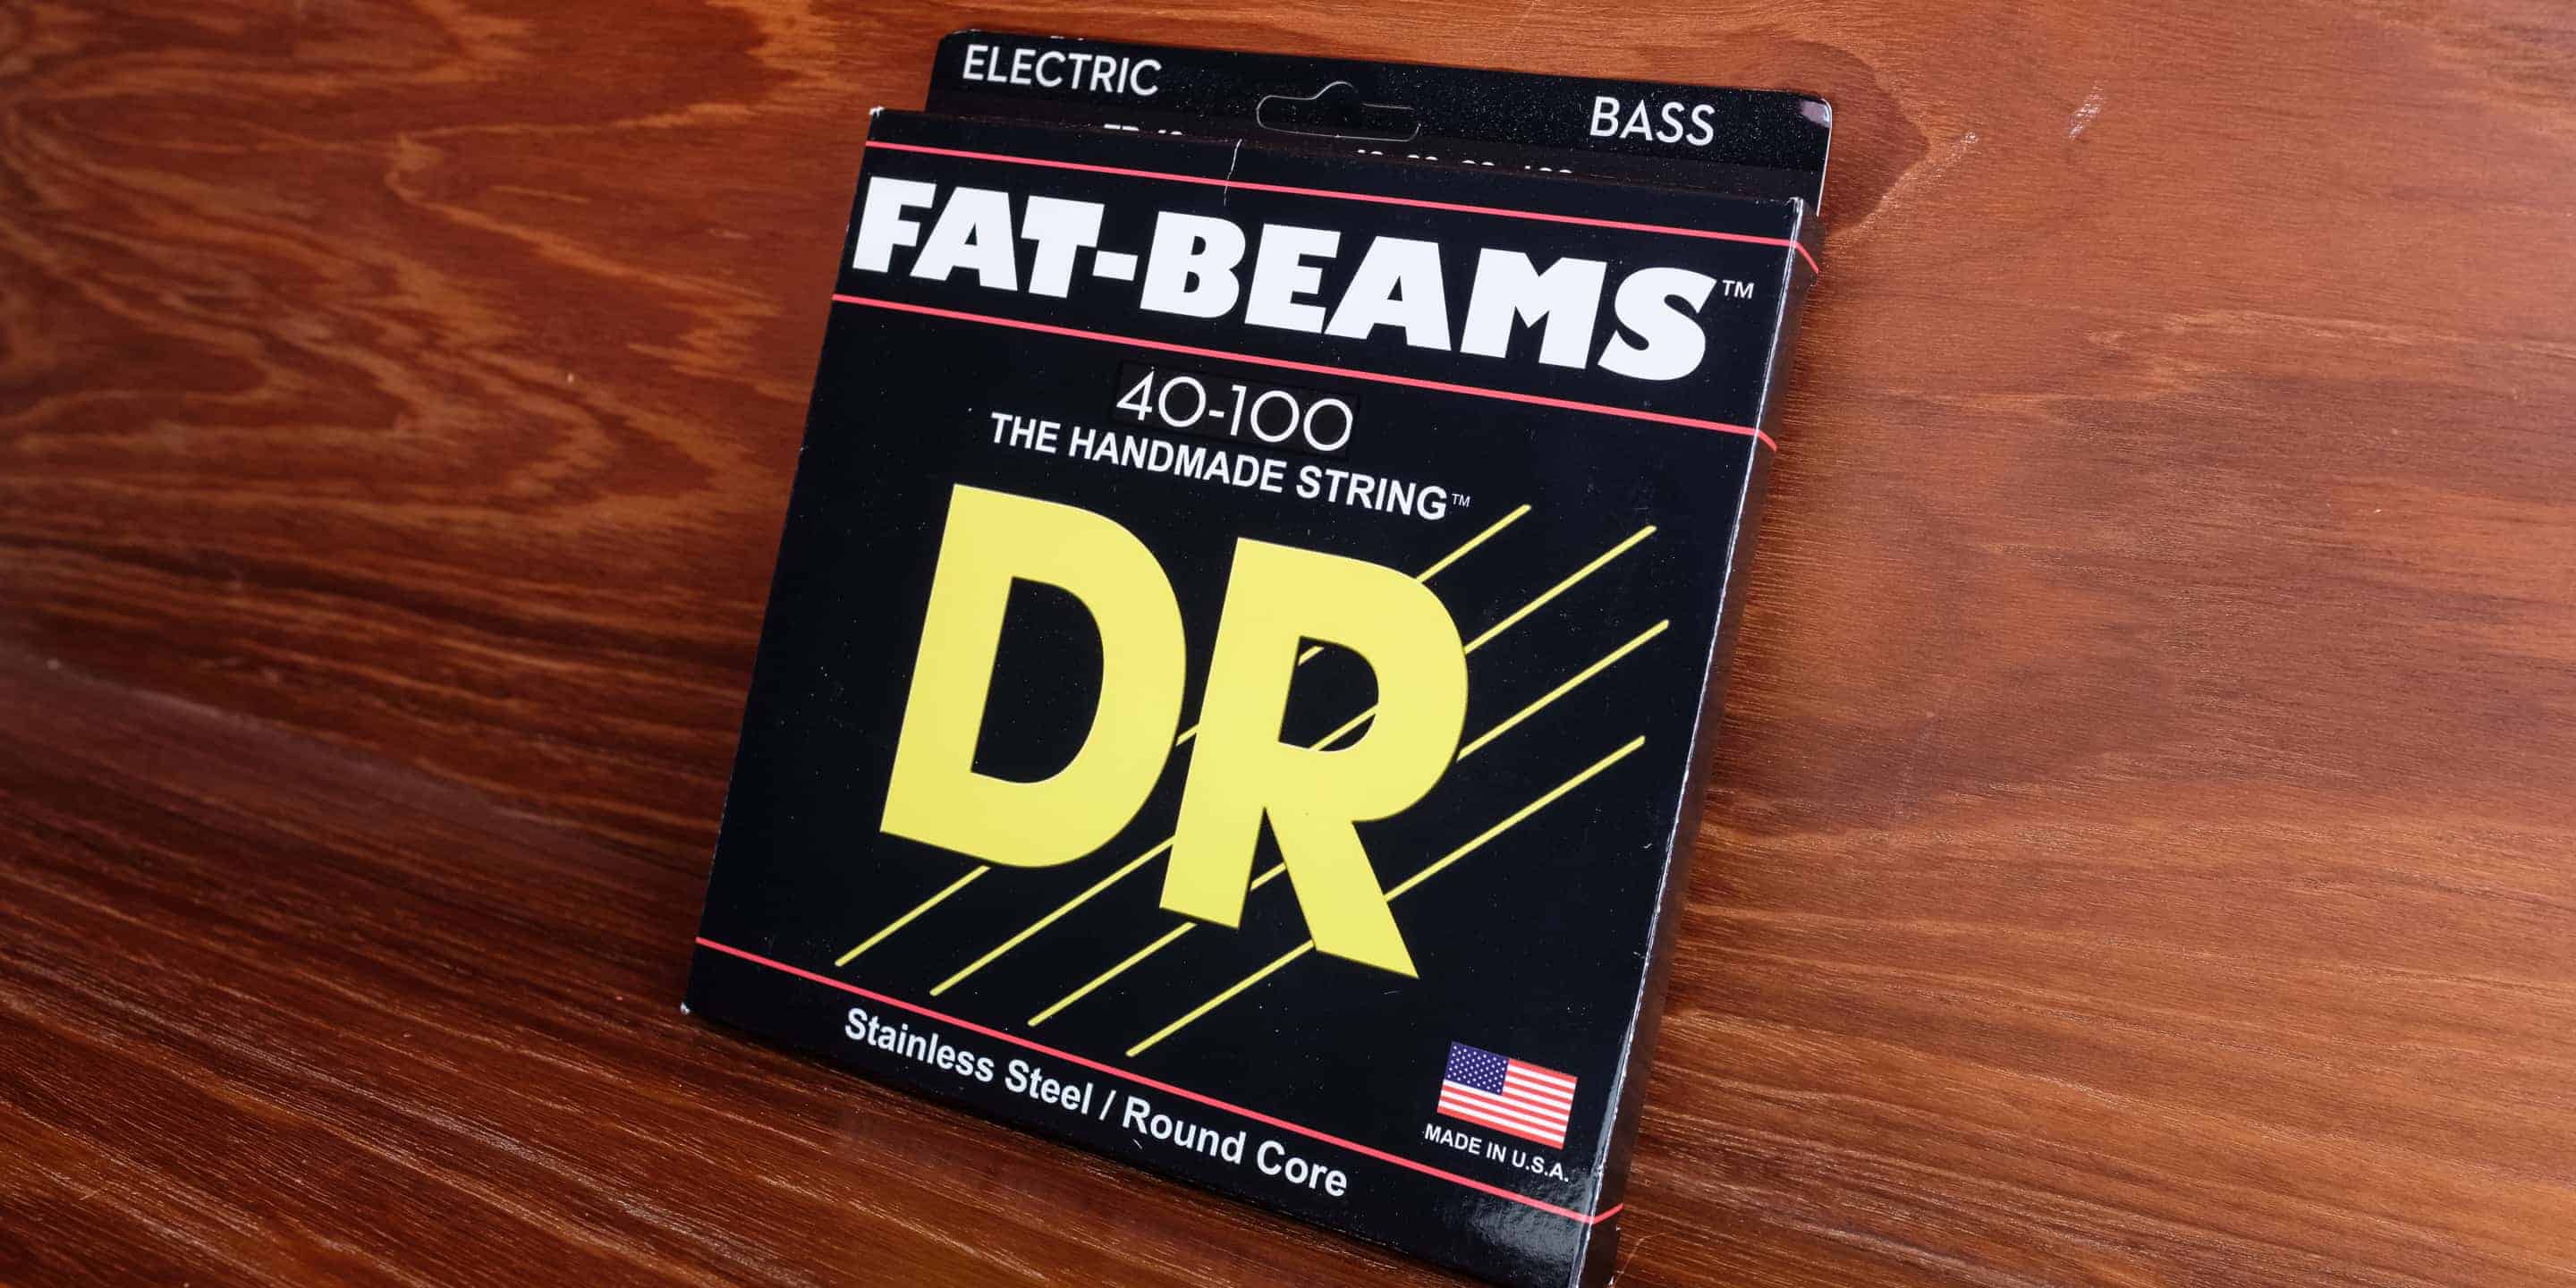 ELECTRIC BASS
FAT-BEAMS™
40-100
THE HANDMADE STRING™
DR
MADE IN U.S.A.
Stainless Steel / Round Core